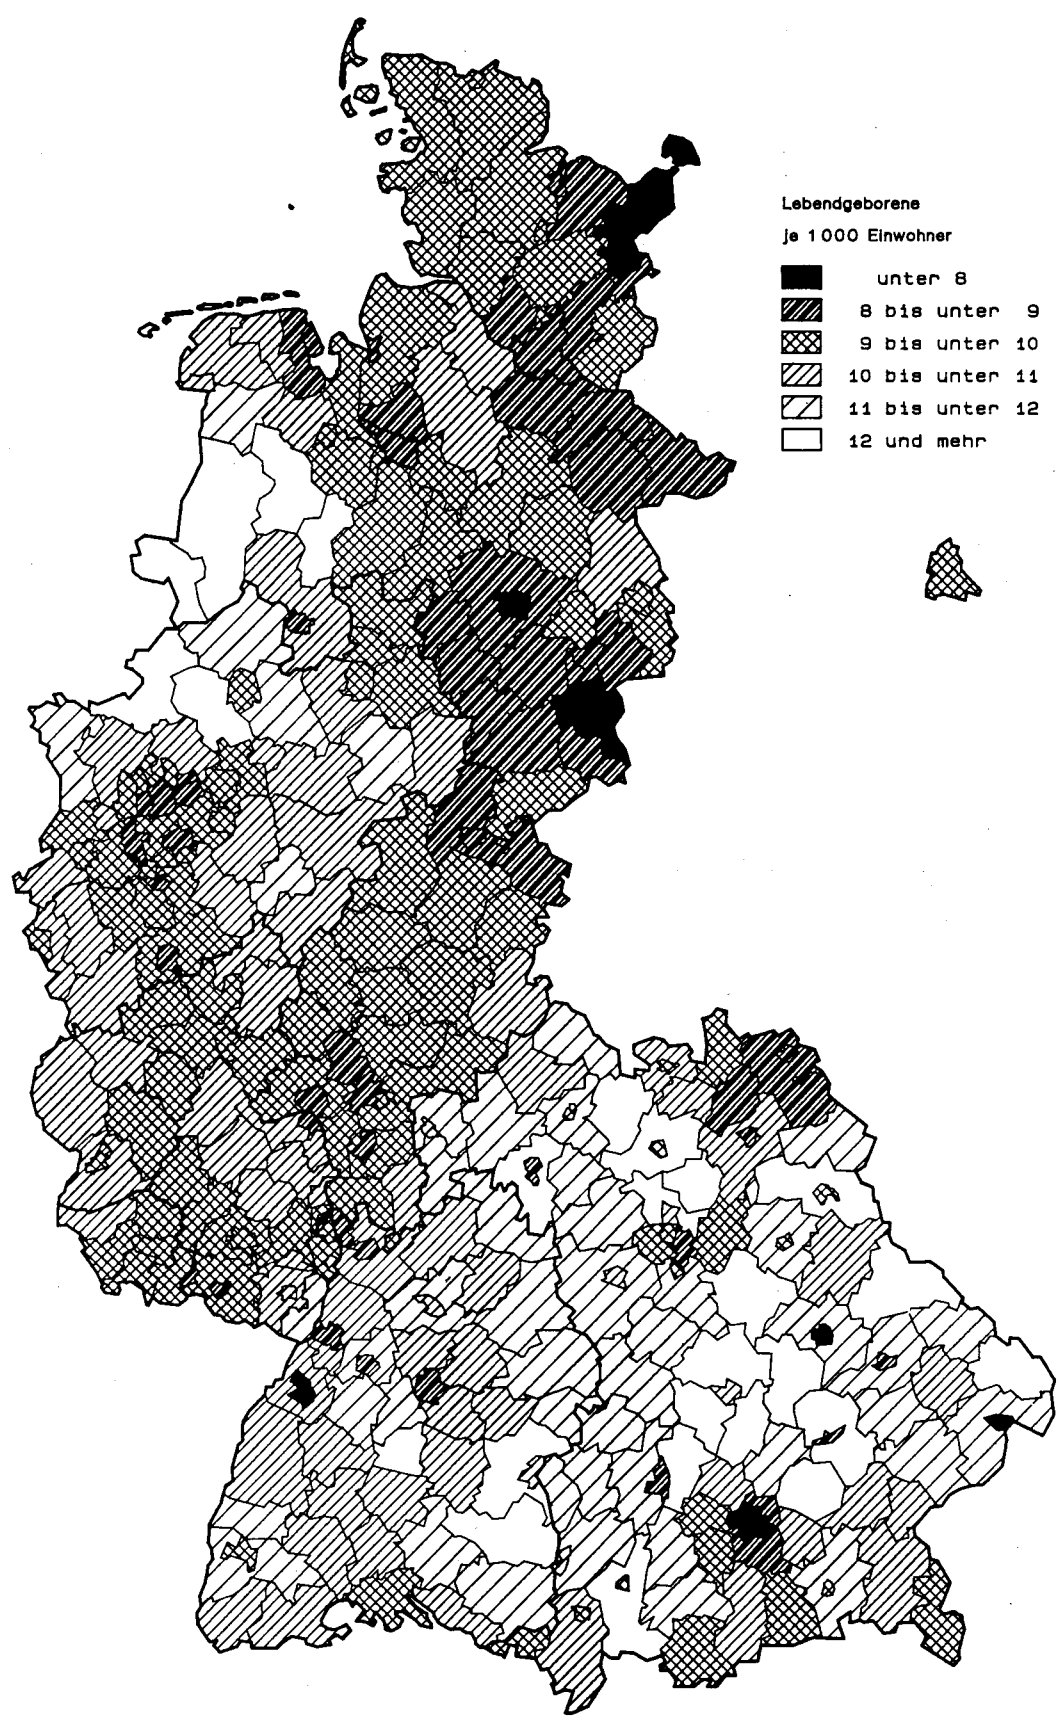 Lebendgeborene
je 1000 Einwohner
unter 8
8 bis unter 9
9 bis unter 10
10 bis unter 11
11 bis unter 12
12 und mehr